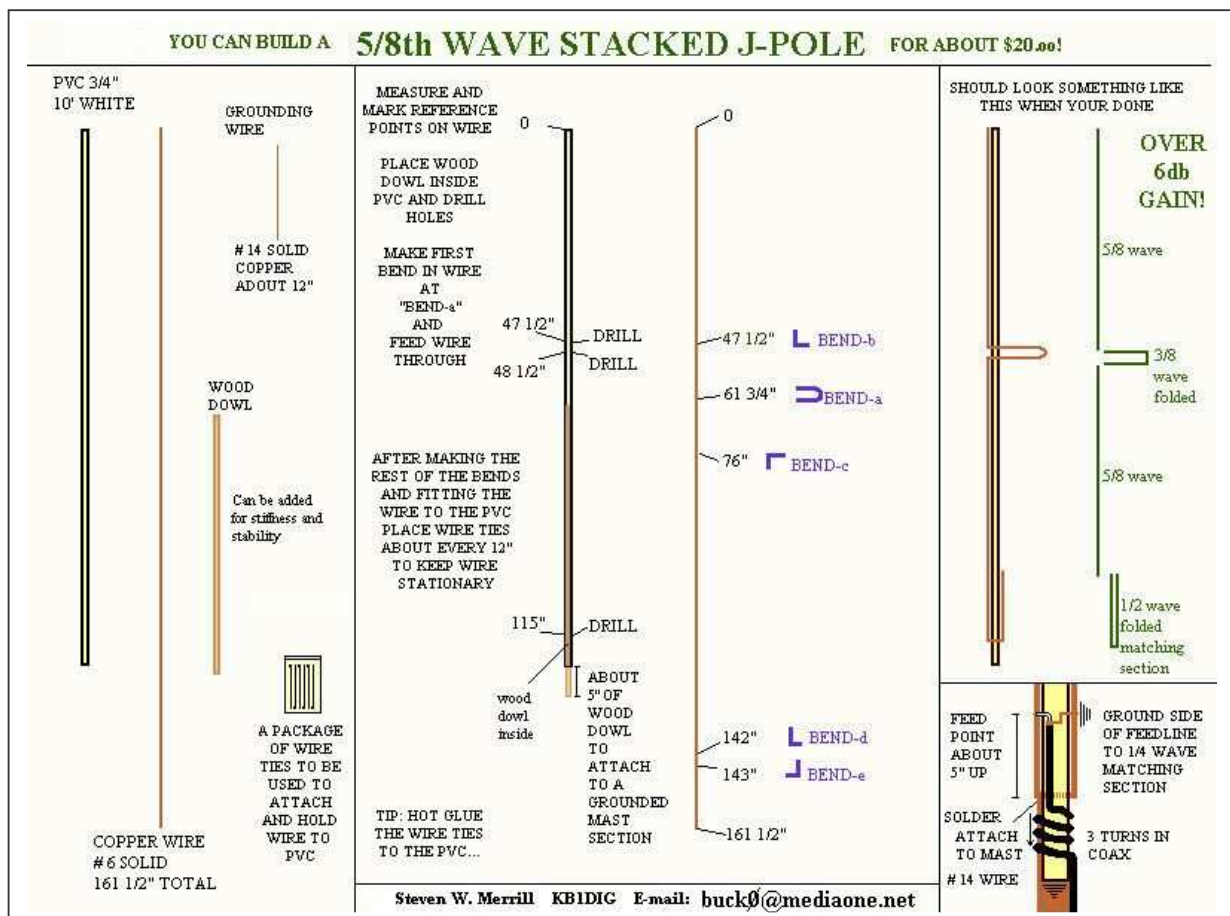 YOU CAN BUILD A 5/8th WAVE STACKED J-POLE FOR ABOUT $20.00!
PVC 3/4"
10' WHITE
GROUNDING
WIRE
# 14 SOLID
COPPER
ADOUT 12"
WOOD
DOWL
Can be added
for stiffness and
stability
A PACKAGE
OF WIRE
TIES TO BE
USED TO
ATTACH
AND HOLD
WIRE TO
PVC
COPPER WIRE
# 6 SOLID
161 1/2" TOTAL
MEASURE AND
MARK REFERENCE
POINTS ON WIRE
PLACE WOOD
DOWL INSIDE
PVC AND DRILL
HOLES
MAKE FIRST
BEND IN WIRE
AT
"BEND-a"
AND
FEED WIRE
THROUGH
AFTER MAKING THE
REST OF THE BENDS
AND FITTING THE
WIRE TO THE PVC
PLACE WIRE TIES
ABOUT EVERY 12"
TO KEEP WIRE
STATIONARY
TIP: HOT GLUE
THE WIRE TIES
TO THE PVC...
0
47 1/2"
DRILL
48 1/2"
DRILL
115"
DRILL
wood
dowl
inside
ABOUT
5" OF
WOOD
DOWL
TO
ATTACH
TO A
GROUNDED
MAST
SECTION
0
47 1/2" BEND-b
61 3/4" BEND-a
76" BEND-c
142" BEND-d
143" BEND-e
161 1/2"
SHOULD LOOK SOMETHING LIKE
THIS WHEN YOUR DONE
OVER
6db
GAIN!
5/8 wave
3/8
wave
folded
5/8 wave
1/2 wave
folded
matching
section
FEED
POINT
ABOUT
5" UP
GROUND SIDE
OF FEEDLINE
TO 1/4 WAVE
MATCHING
SECTION
SOLDER
ATTACH
TO MAST
# 14 WIRE
3 TURNS IN
COAX
Steven W. Merrill KB1DIG E-mail: buck0@mediaone.net